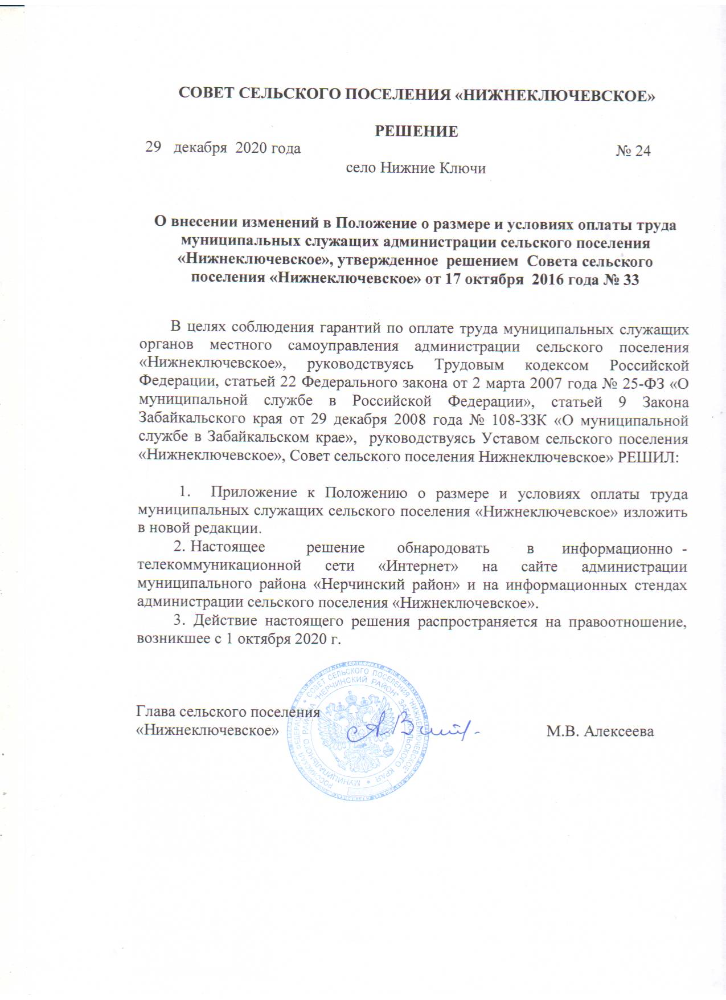 СОВЕТ СЕЛЬСКОГО ПОСЕЛЕНИЯ «НИЖНЕКЛЮЧЕВСКОЕ»
РЕШЕНИЕ
29 декабря 2020 года № 24
село Нижние Ключи
О внесении изменений в Положение о размере и условиях оплаты труда
муниципальных служащих администрации сельского поселения
«Нижнеключевское», утвержденное решением Совета сельского
поселения «Нижнеключевское» от 17 октября 2016 года № 33
В целях соблюдения гарантий по оплате труда муниципальных служащих
органов местного самоуправления администрации сельского поселения
«Нижнеключевское», руководствуясь Трудовым кодексом Российской
Федерации, статьей 22 Федерального закона от 2 марта 2007 года № 25-ФЗ «О
муниципальной службе в Российской Федерации», статьей 9 Закона
Забайкальского края от 29 декабря 2008 года № 108-ЗЗК «О муниципальной
службе в Забайкальском крае», руководствуясь Уставом сельского поселения
«Нижнеключевское», Совет сельского поселения Нижнеключевское» РЕШИЛ:
1. Приложение к Положению о размере и условиях оплаты труда
муниципальных служащих сельского поселения «Нижнеключевское» изложить
в новой редакции.
2. Настоящее решение обнародовать в информационно -
телекоммуникационной сети «Интернет» на сайте администрации
муниципального района «Нерчинский район» и на информационных стендах
администрации сельского поселения «Нижнеключевское».
3. Действие настоящего решения распространяется на правоотношение,
возникшее с 1 октября 2020 г.
Глава сельского поселения
«Нижнеключевское» М.В. Алексеева
РОССИЙСКАЯ ФЕДЕРАЦИЯ * СОВЕТ СЕЛЬСКОГО ПОСЕЛЕНИЯ "НИЖНЕКЛЮЧЕВСКОЕ"
МУНИЦИПАЛЬНОГО РАЙОНА "НЕРЧИНСКИЙ РАЙОН" ЗАБАЙКАЛЬСКОГО КРАЯ *